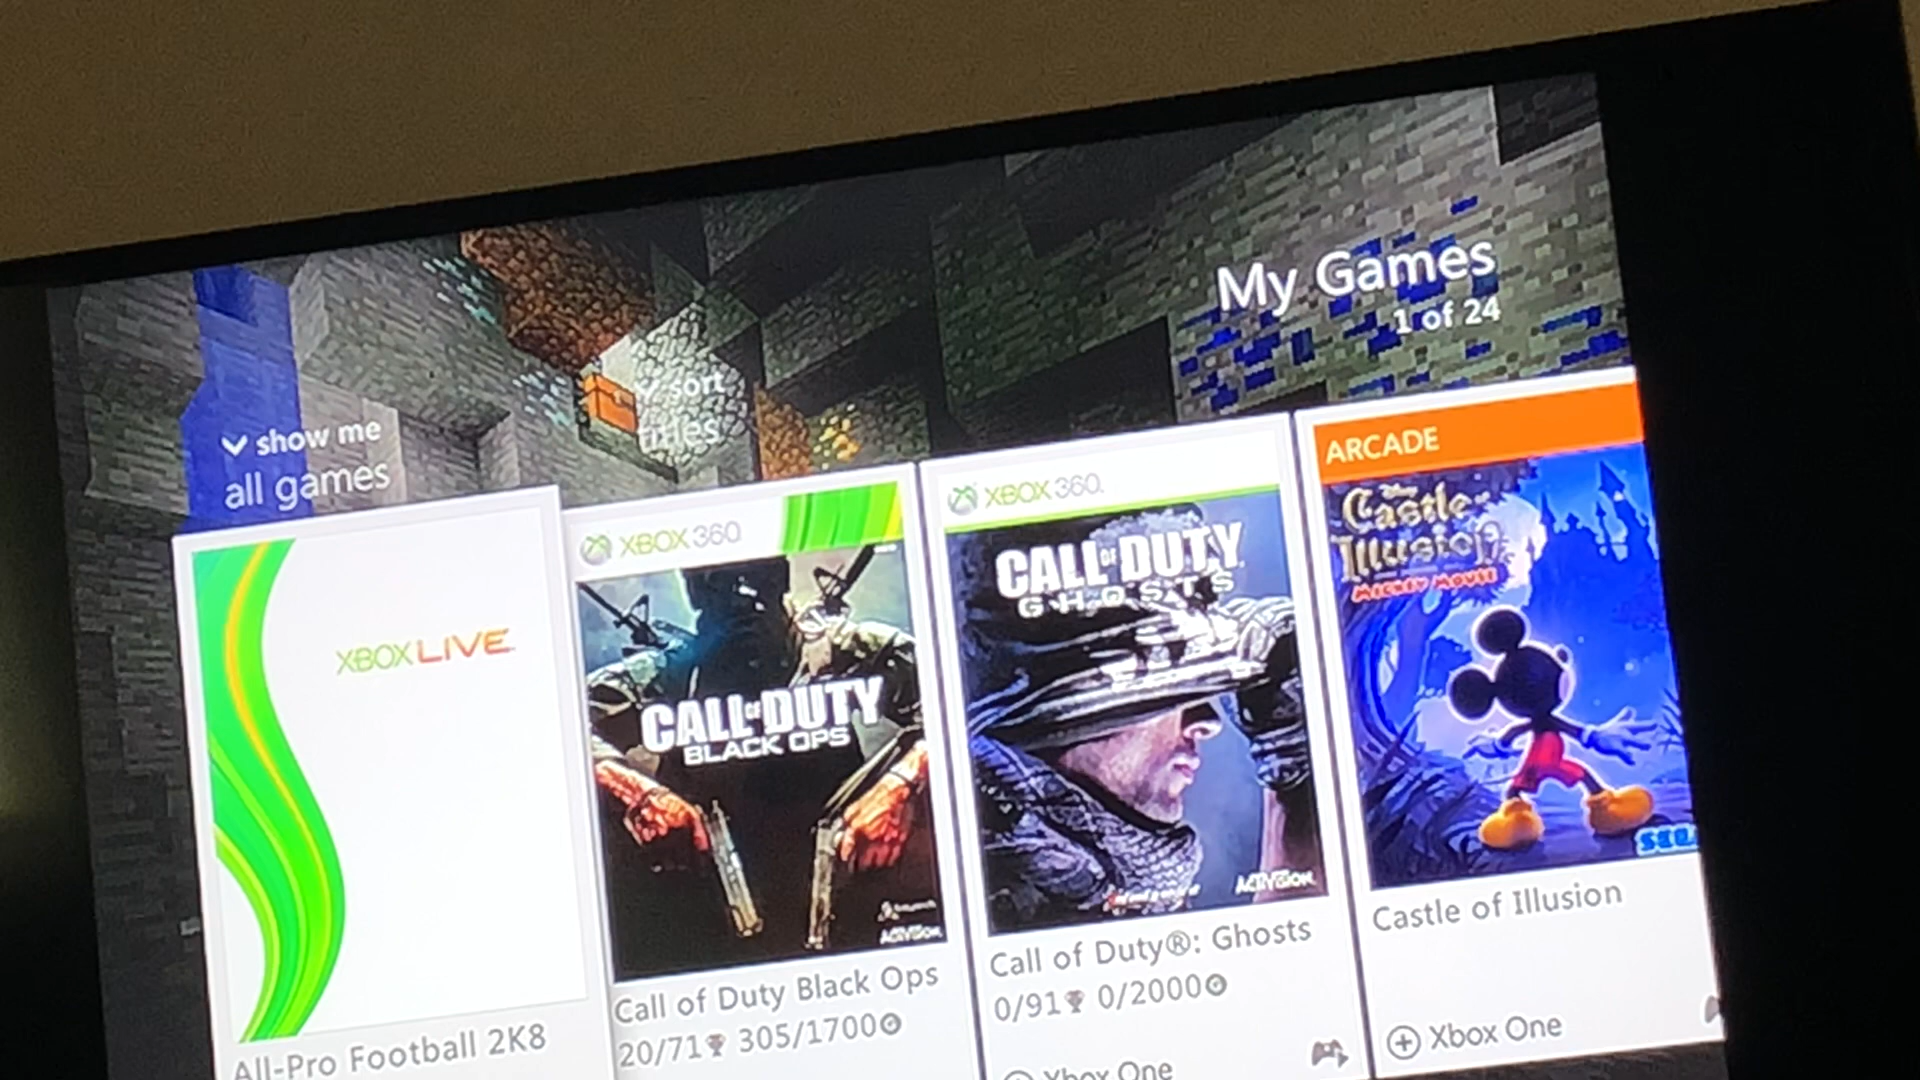 My Games
1 of 24
show me
all games
sort
titles
XBOX LIVE
All-Pro Football 2K8
XBOX 360
CALL OF DUTY
BLACK OPS
ACTIVISION
Call of Duty Black Ops
20/71 305/1700
XBOX 360
CALL OF DUTY
GHOSTS
ACTIVISION
Call of Duty®: Ghosts
0/91 0/2000
Xbox One
ARCADE
Disney
Castle of
Illusion
MICKEY MOUSE
SEGA
Castle of Illusion
Xbox One